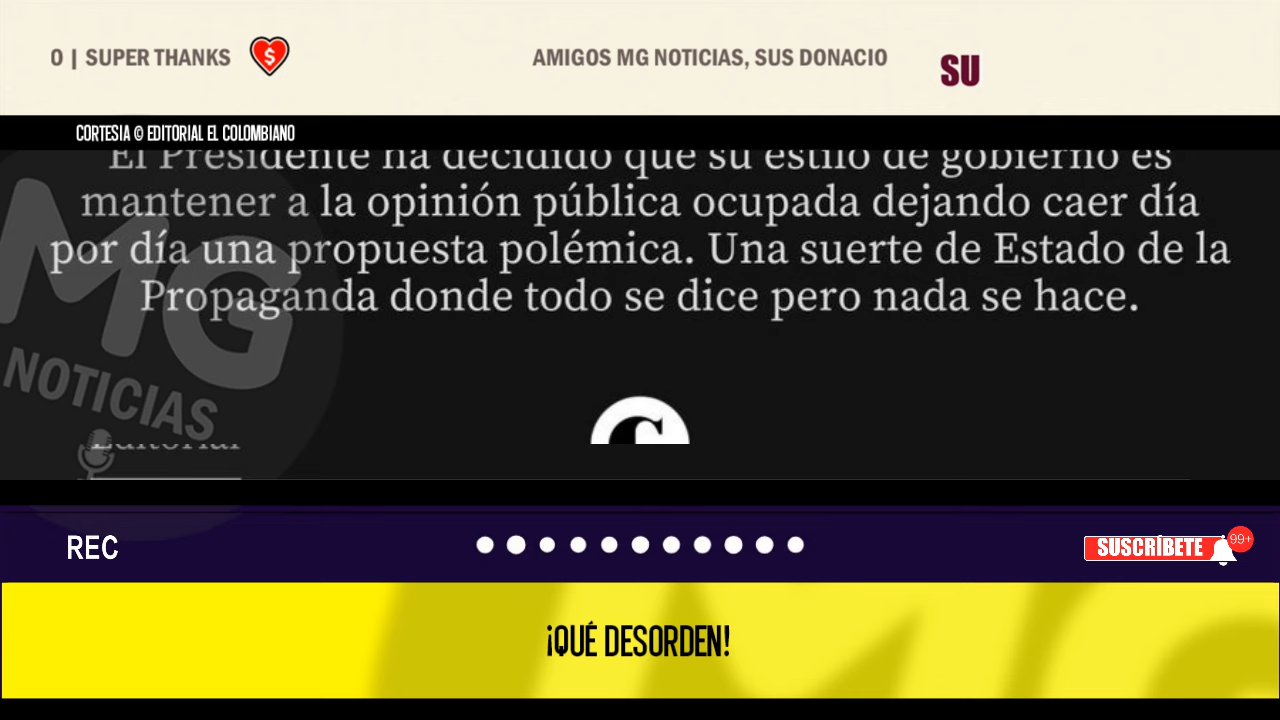 0 | SUPER THANKS
$
AMIGOS MG NOTICIAS, SUS DONACIO
SU
CORTESIA © EDITORIAL EL COLOMBIANO
El Presidente ha decidido que su estilo de gobierno es
mantener a la opinión pública ocupada dejando caer día
por día una propuesta polémica. Una suerte de Estado de la
Propaganda donde todo se dice pero nada se hace.
MG
NOTICIAS
Editorial
REC
SUSCRÍBETE
99+
¡QUÉ DESORDEN!